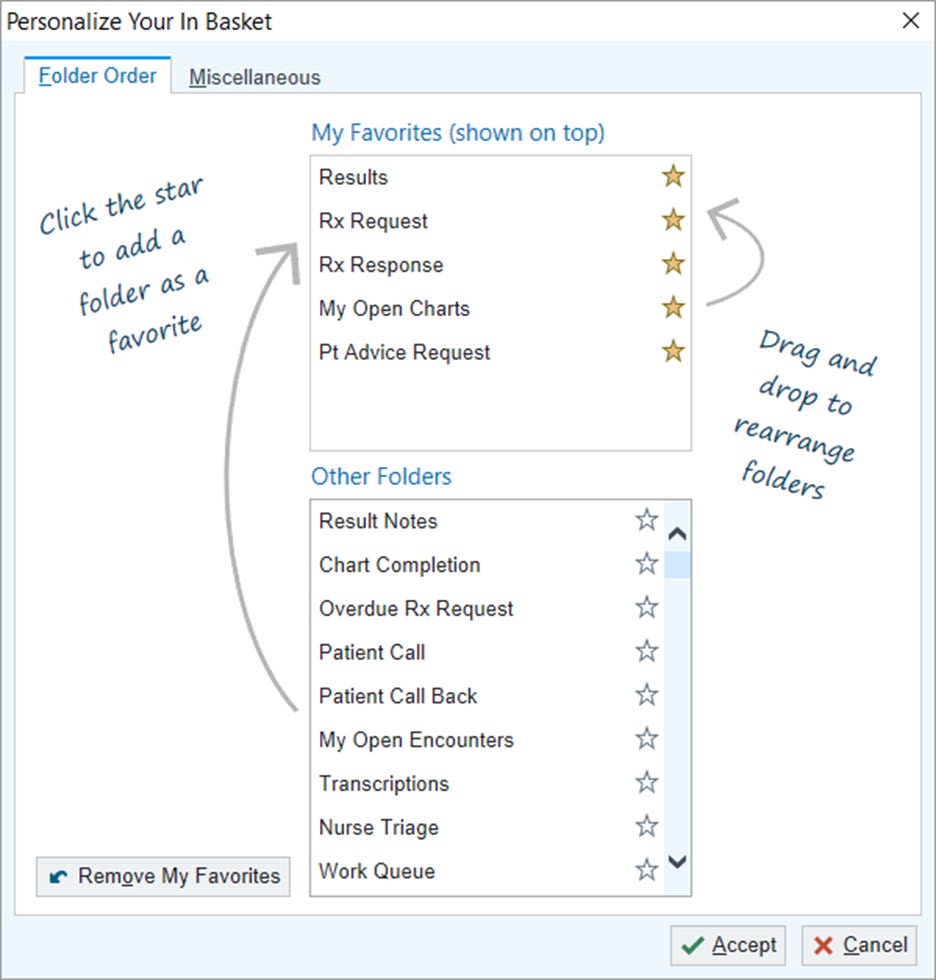 Personalize Your In Basket
Folder Order
Miscellaneous
My Favorites (shown on top)
Click the star
to add a
folder as a
favorite
Results
Rx Request
Rx Response
My Open Charts
Pt Advice Request
Drag and
drop to
rearrange
folders
Other Folders
Result Notes
Chart Completion
Overdue Rx Request
Patient Call
Patient Call Back
My Open Encounters
Transcriptions
Nurse Triage
Work Queue
Remove My Favorites
Accept
Cancel